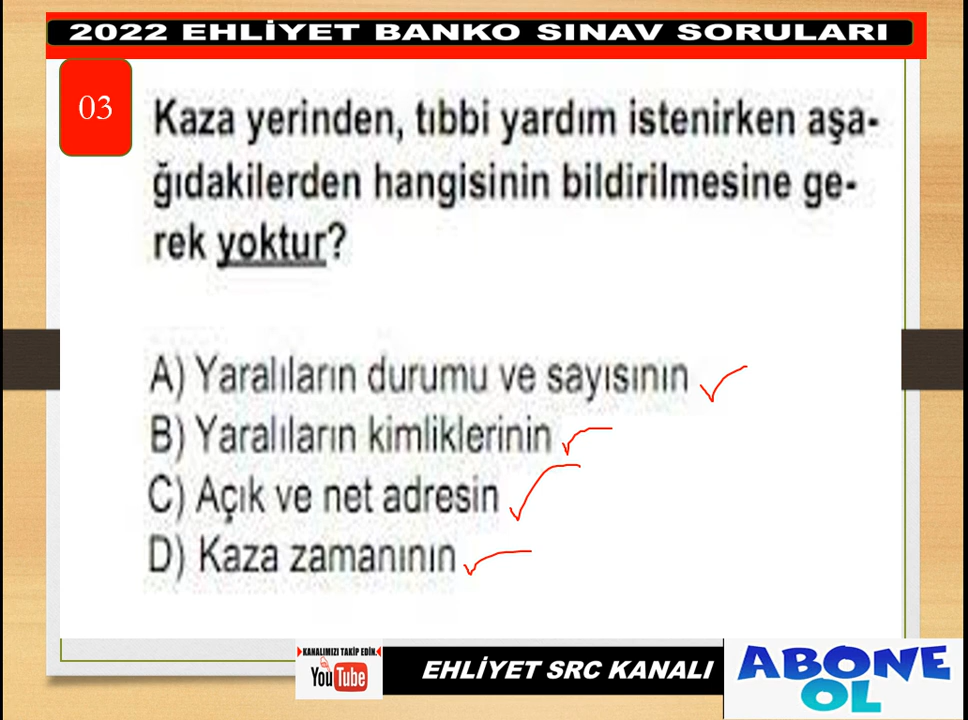 2022 EHLİYET BANKO SINAV SORULARI
03
Kaza yerinden, tıbbi yardım istenirken aşa-
ğıdakilerden hangisinin bildirilmesine ge-
rek yoktur?
A) Yaralıların durumu ve sayısının
B) Yaralıların kimliklerinin
C) Açık ve net adresin
D) Kaza zamanının
KANALIMIZI TAKİP EDİN.
YouTube
EHLİYET SRC KANALI
ABONE
OL